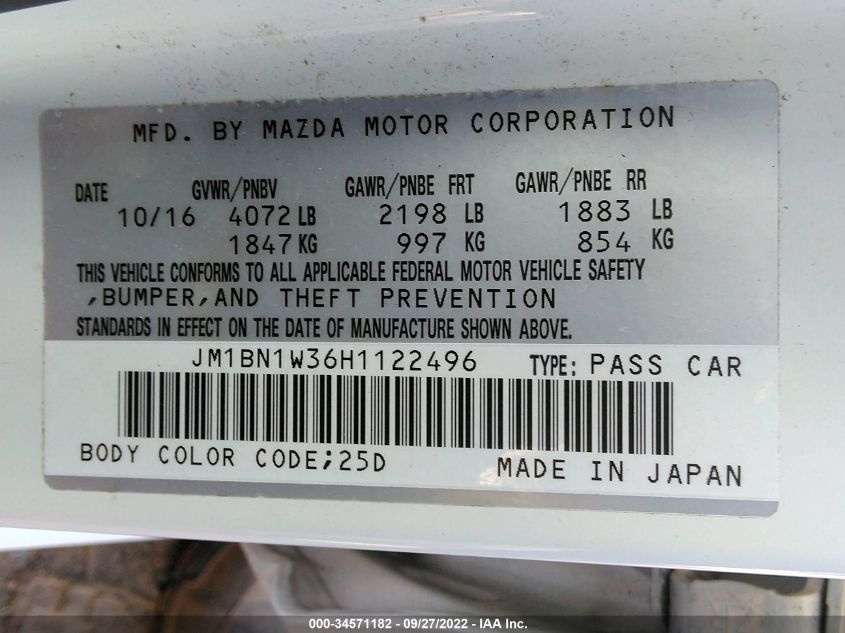 MFD. BY MAZDA MOTOR CORPORATION
DATE GVWR/PNBV GAWR/PNBE FRT GAWR/PNBE RR
10/16 4072 LB 2198 LB 1883 LB
1847 KG 997 KG 854 KG
THIS VEHICLE CONFORMS TO ALL APPLICABLE FEDERAL MOTOR VEHICLE SAFETY
,BUMPER,AND THEFT PREVENTION
STANDARDS IN EFFECT ON THE DATE OF MANUFACTURE SHOWN ABOVE.
JM1BN1W36H1122496 TYPE: PASS CAR
BODY COLOR CODE;25D MADE IN JAPAN
000-34571182 / 09/27/2022 - IAA Inc.